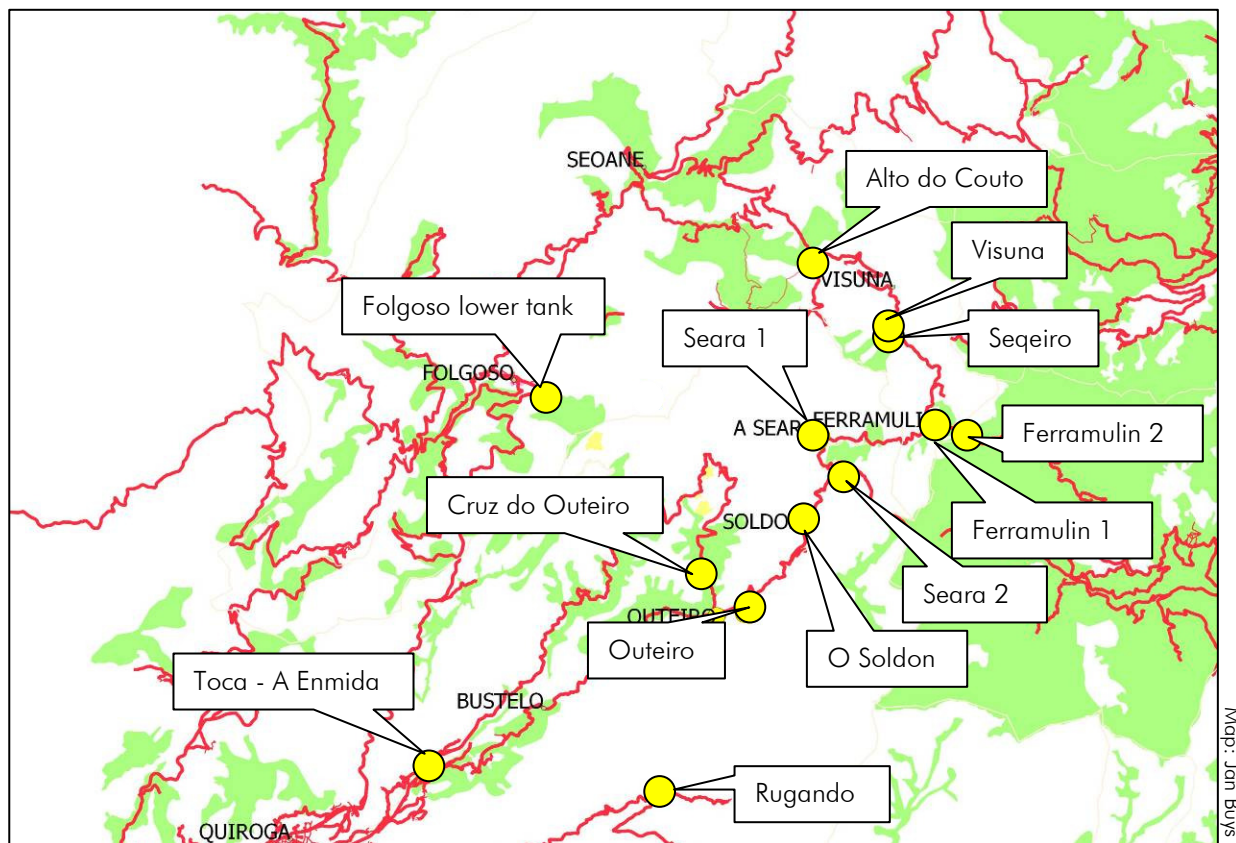 SEOANE
Alto do Couto
Visuna
VISUNA
Folgoso lower tank
Seara 1
Seqeiro
FOLGOSO
A SEAR
FERRAMULI
Ferramulin 2
Cruz do Outeiro
SOLDO
Ferramulin 1
Seara 2
OUTEIRO
Outeiro
O Soldon
Toca - A Enmida
BUSTELO
Rugando
QUIROGA
Map: Jan Buys